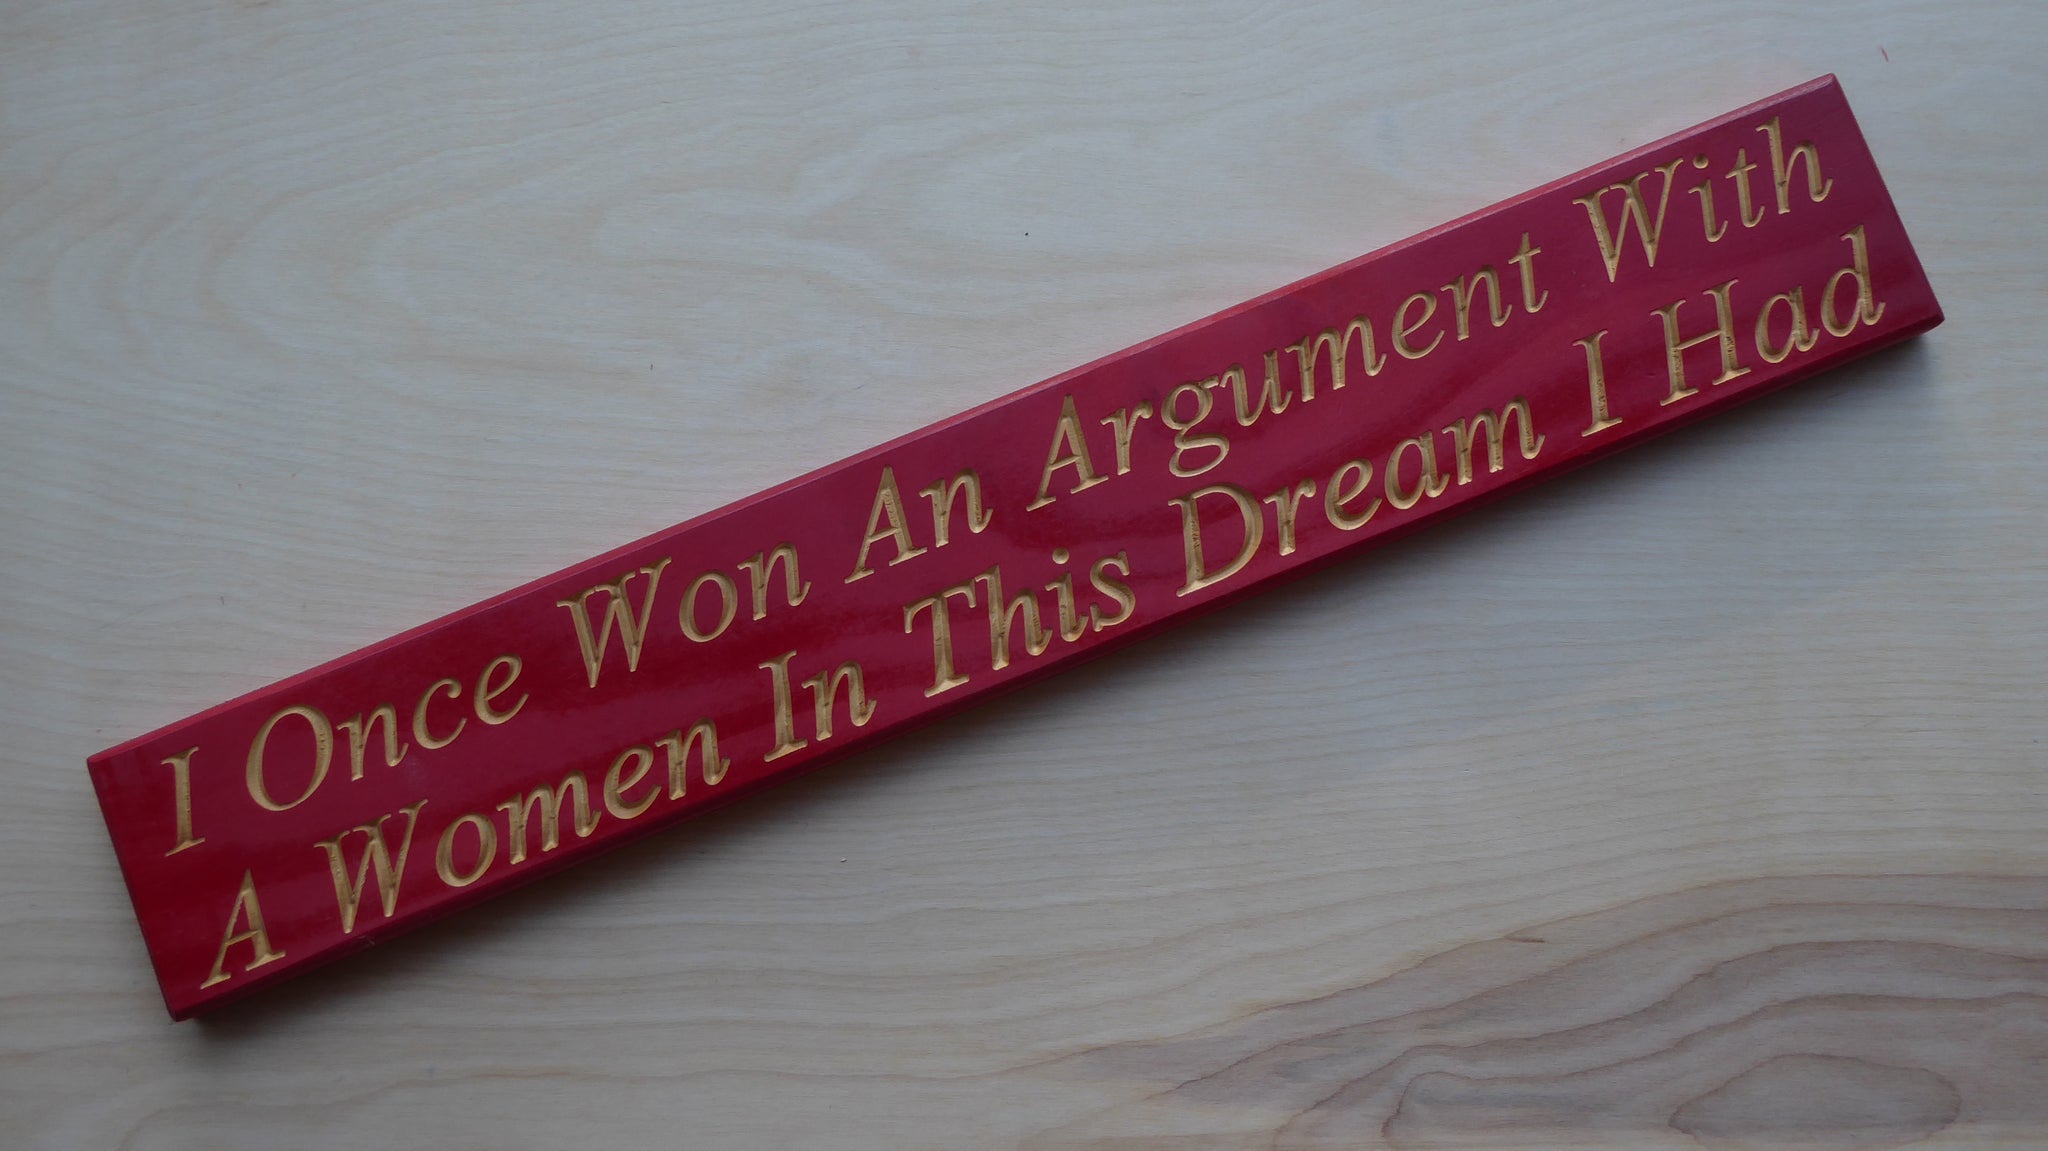 I Once Won An Argument With
A Women In This Dream I Had